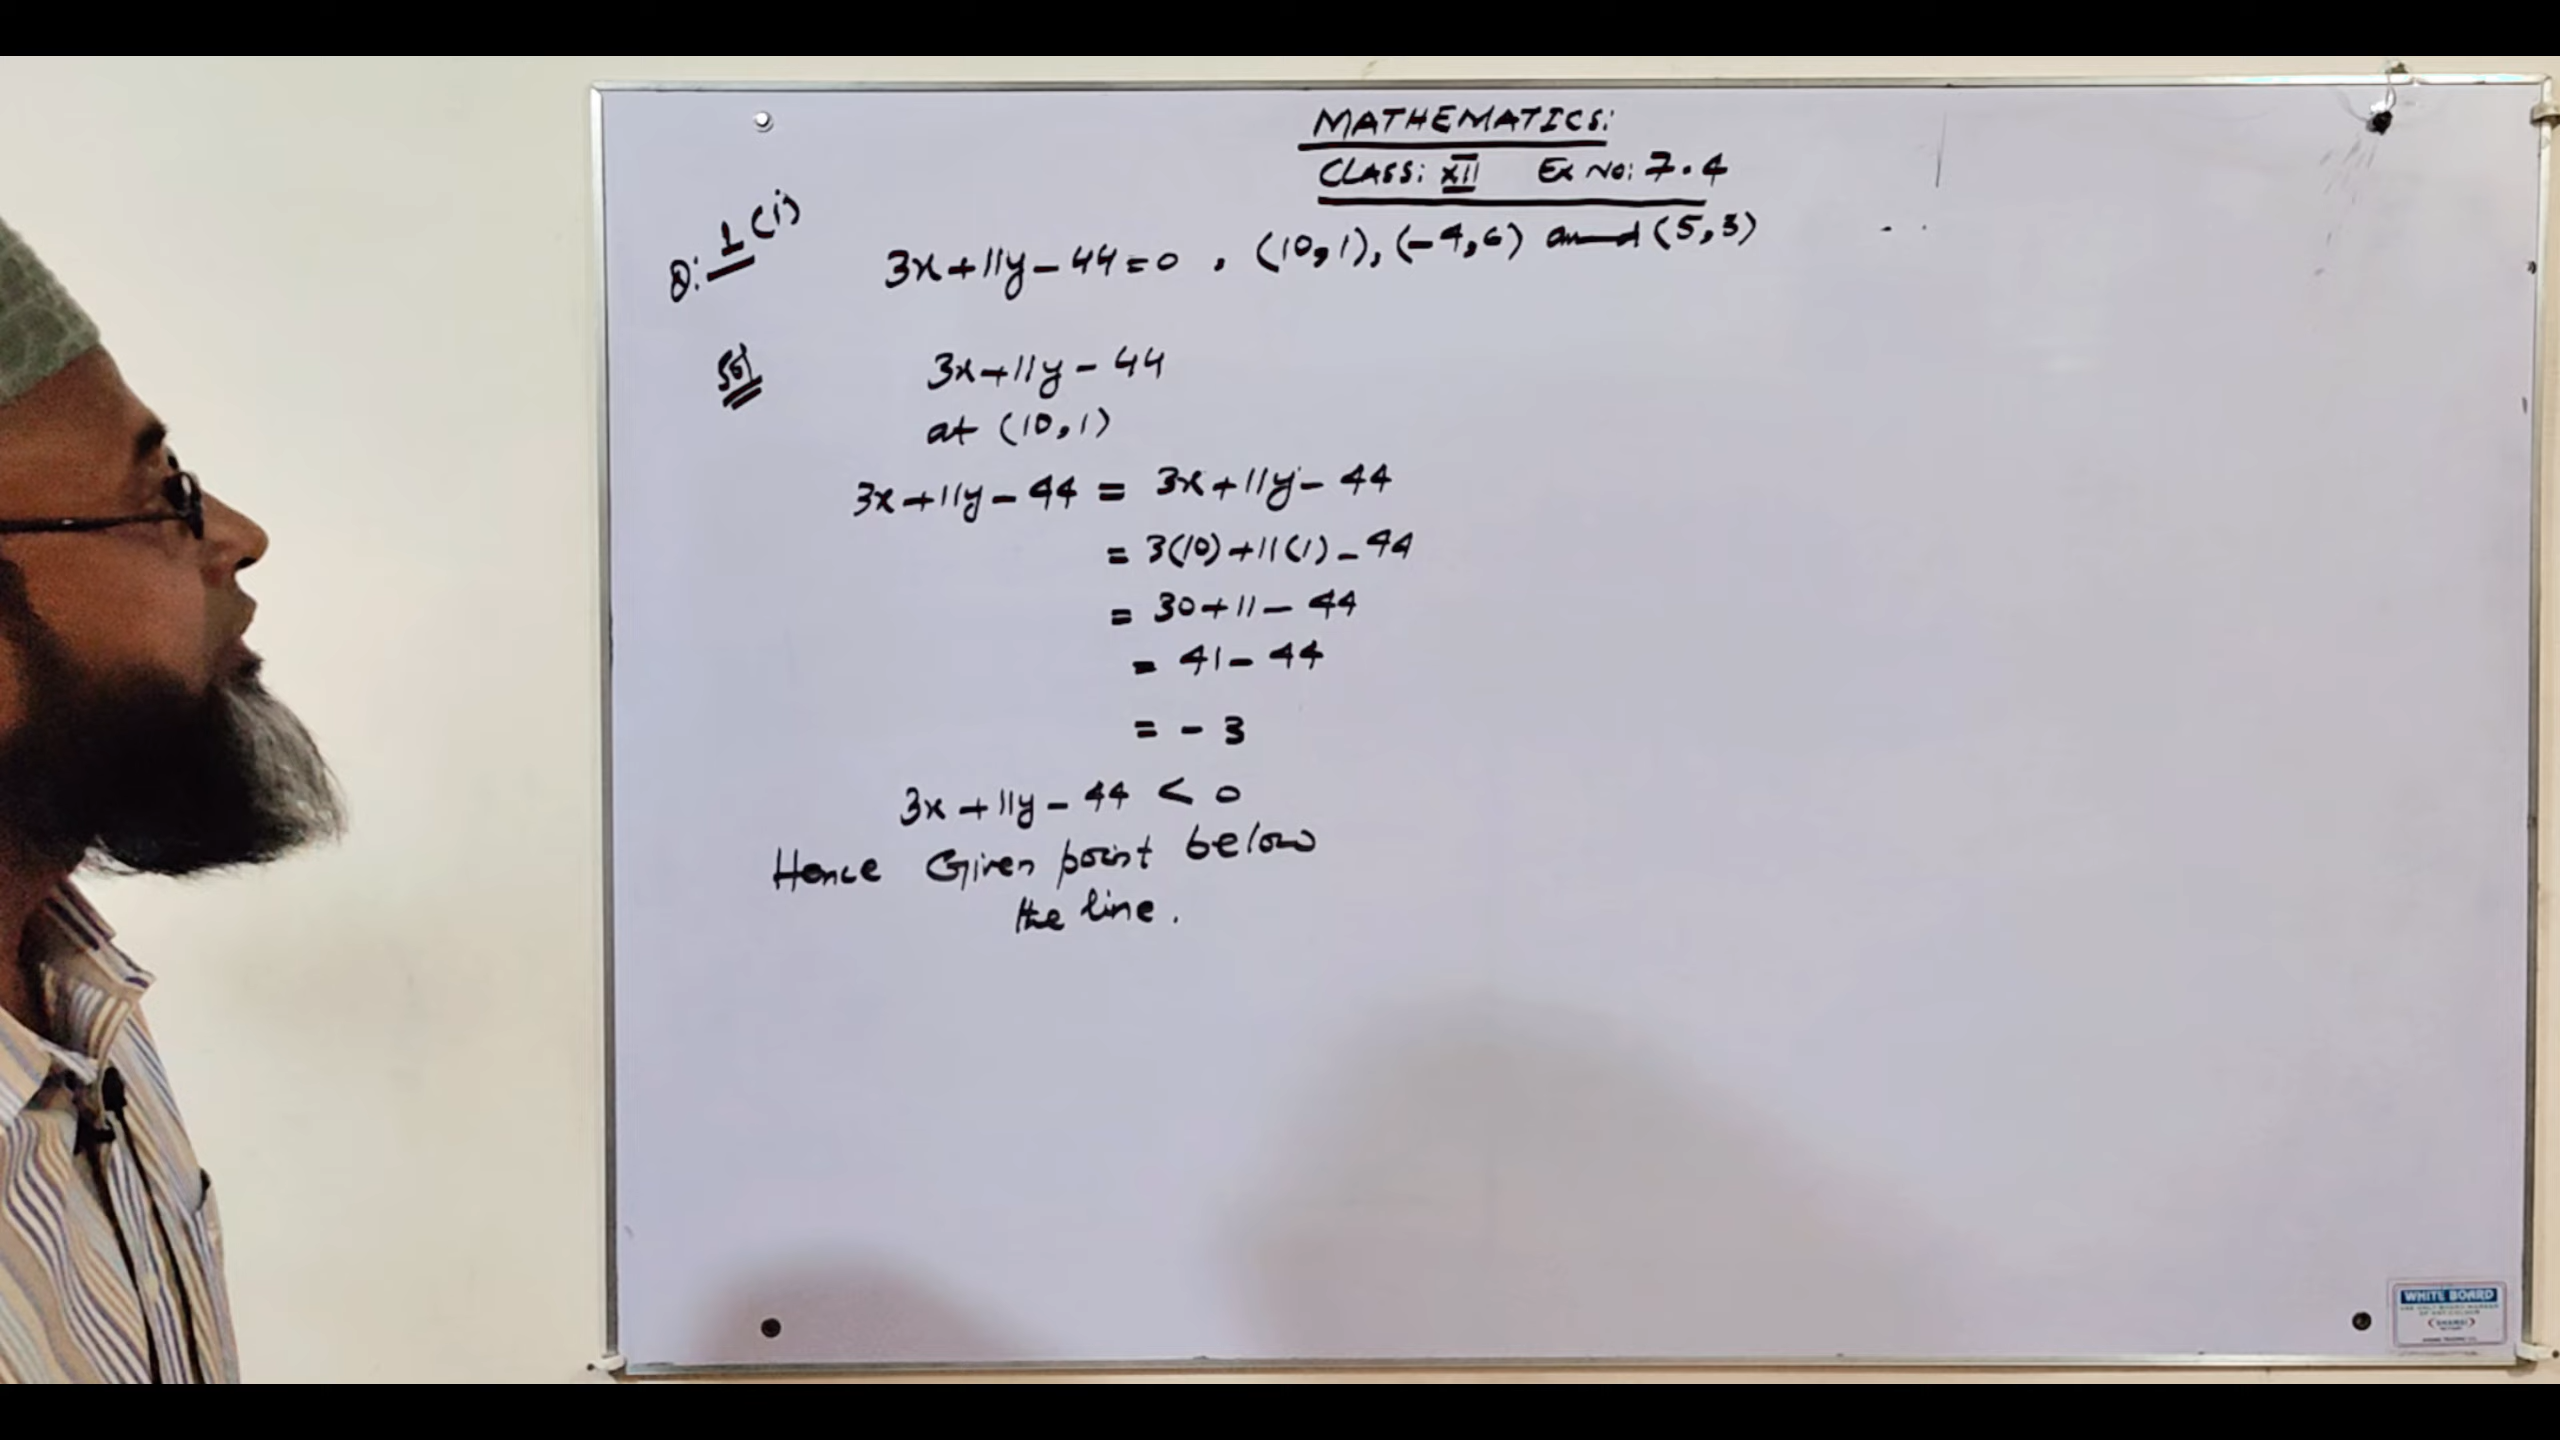 MATHEMATICS:
CLASS: XII Ex No: 7.4
Q: 1 (i)
3x+11y-44=0 , (10,1), (-4,6) and (5,3)
Sol
3x+11y-44
at (10,1)
3x+11y-44 = 3x+11y-44
= 3(10)+11(1)-44
= 30+11-44
= 41-44
= -3
3x+11y-44 < 0
Hence Given point below
the line.
WHITE BOARD